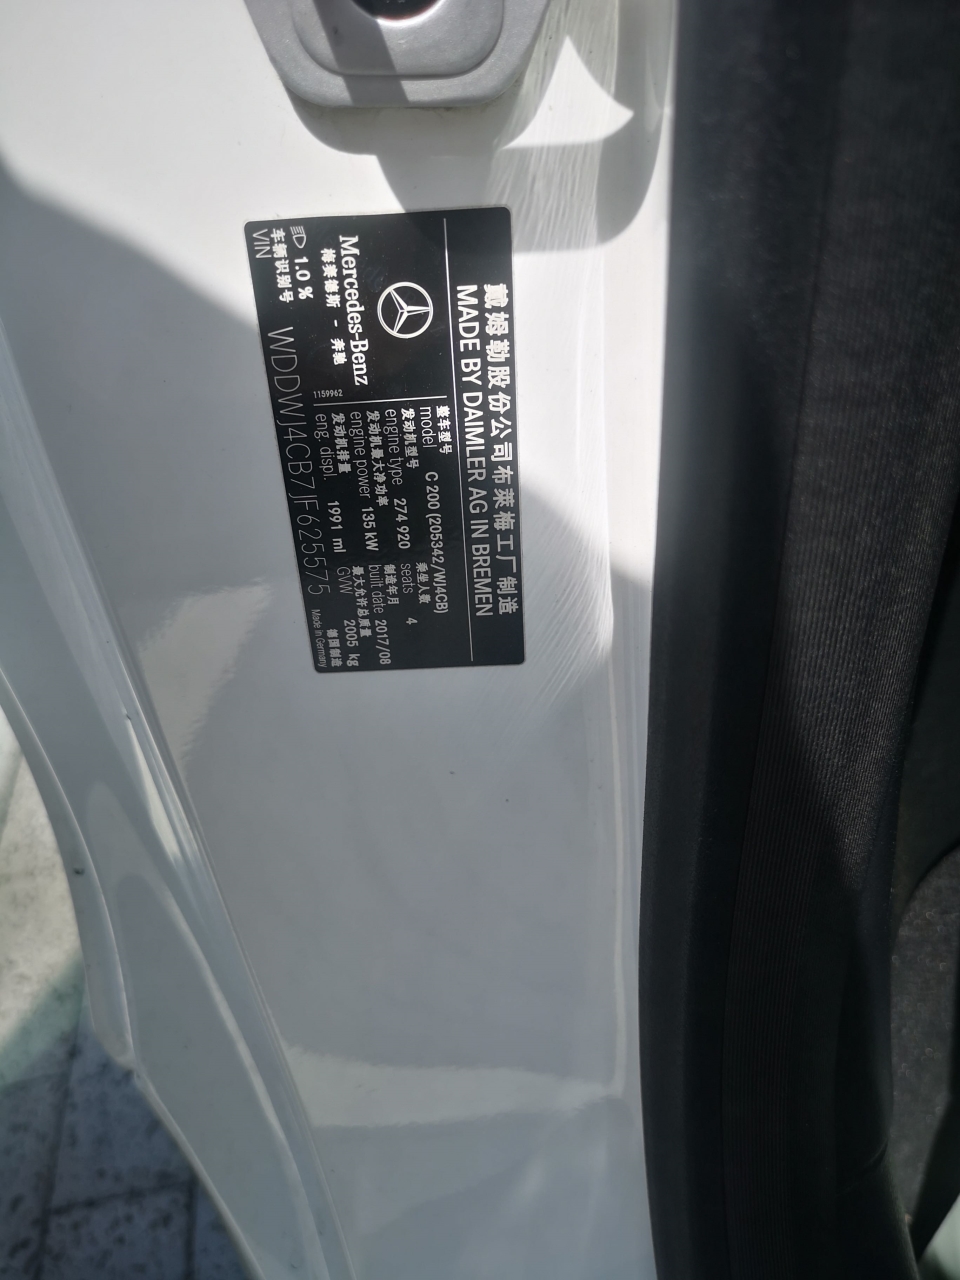 戴姆勒股份公司布莱梅工厂制造
MADE BY DAIMLER AG IN BREMEN
整车型号
model C 200 (205342/WJ4CB)
发动机型号 乘坐人数
engine type 274 920 seats 4
发动机最大净功率 制造年月
engine power 135 kW built date 2017/08
发动机排量 最大允许总质量
eng. displ. 1991 ml GVW 2005 kg
Mercedes-Benz
梅赛德斯 - 奔驰
1159962
1.0 %
德国制造
Made in Germany
车辆识别号
VIN WDDWJ4CB7JF625575